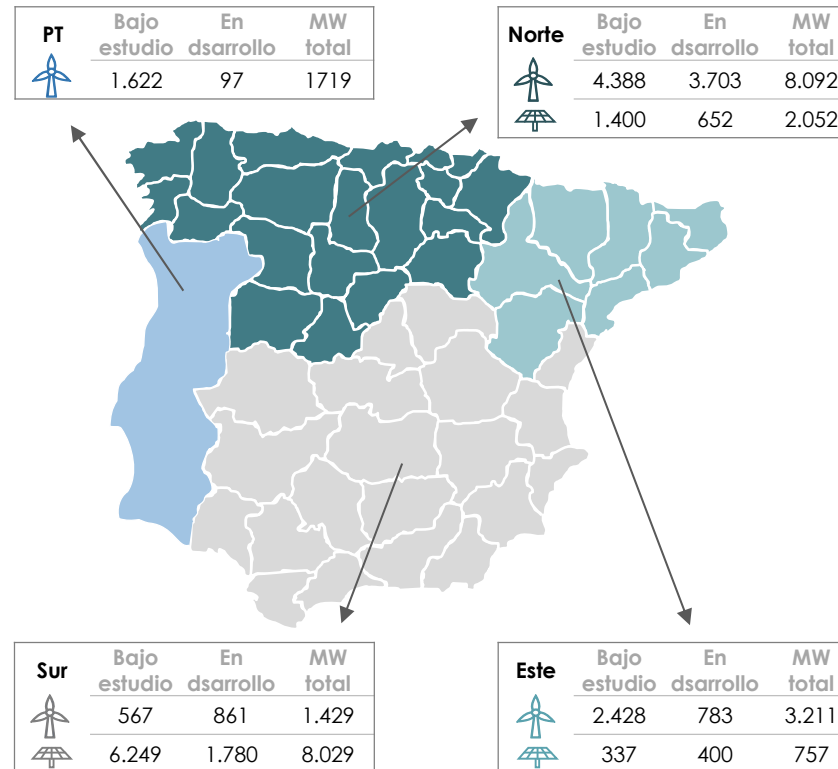 PT Bajo estudio En dsarrollo MW total
1.622 97 1719
Norte Bajo estudio En dsarrollo MW total
4.388 3.703 8.092
1.400 652 2.052
Sur Bajo estudio En dsarrollo MW total
567 861 1.429
6.249 1.780 8.029
Este Bajo estudio En dsarrollo MW total
2.428 783 3.211
337 400 757